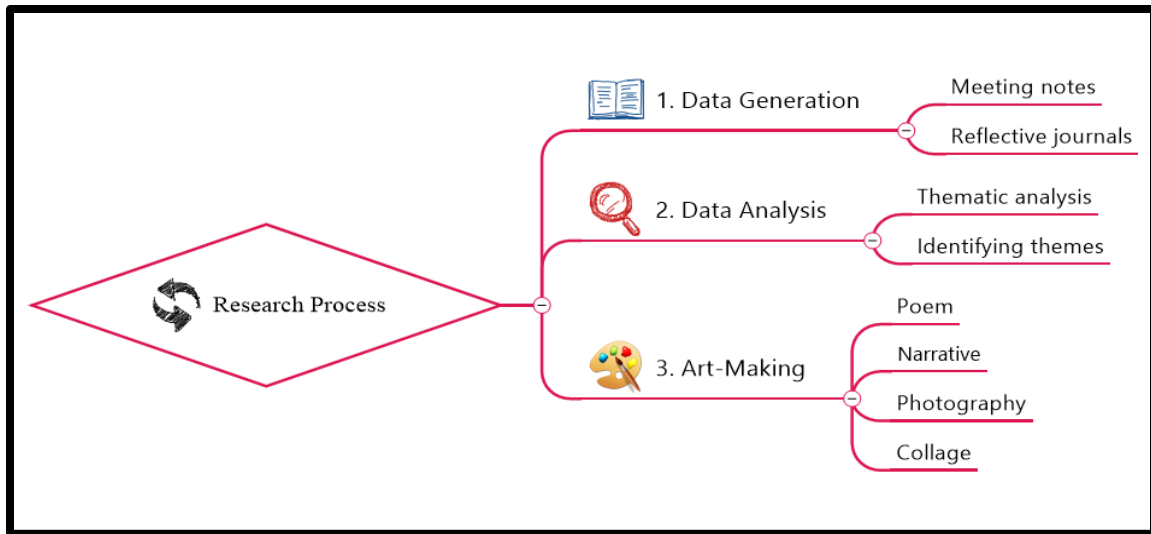 Research Process
1. Data Generation
Meeting notes
Reflective journals
2. Data Analysis
Thematic analysis
Identifying themes
3. Art-Making
Poem
Narrative
Photography
Collage